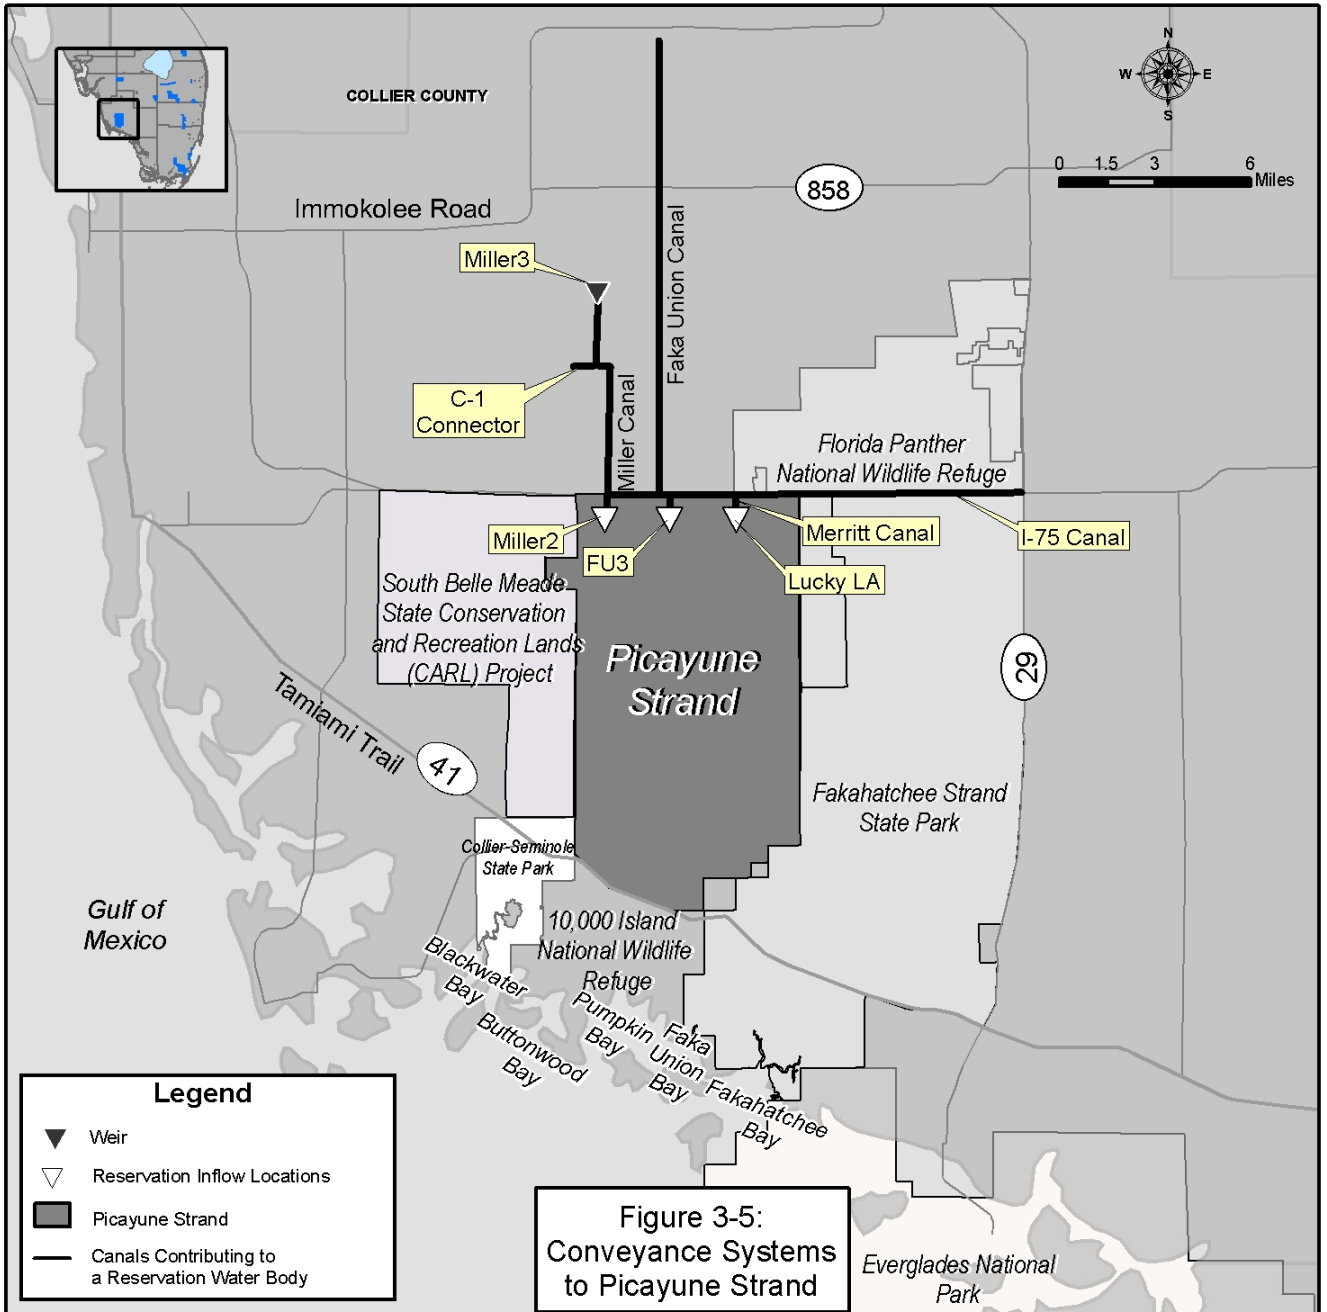 COLLIER COUNTY
N
W
E
S
0 1.5 3 6
Miles
858
Immokolee Road
Miller3
Faka Union Canal
C-1
Connector
Miller Canal
Florida Panther
National Wildlife Refuge
Miller2
FU3
Merritt Canal
Lucky LA
I-75 Canal
South Belle Meade
State Conservation
and Recreation Lands
(CARL) Project
Picayune
Strand
29
Tamiami Trail
41
Fakahatchee Strand
State Park
Collier-Seminole
State Park
Gulf of
Mexico
10,000 Island
National Wildlife
Refuge
Blackwater
Bay
Buttonwood
Bay
Pumpkin
Bay
Faka
Union
Bay
Fakahatchee
Bay
Legend
Weir
Reservation Inflow Locations
Picayune Strand
Canals Contributing to
a Reservation Water Body
Figure 3-5:
Conveyance Systems
to Picayune Strand
Everglades National
Park